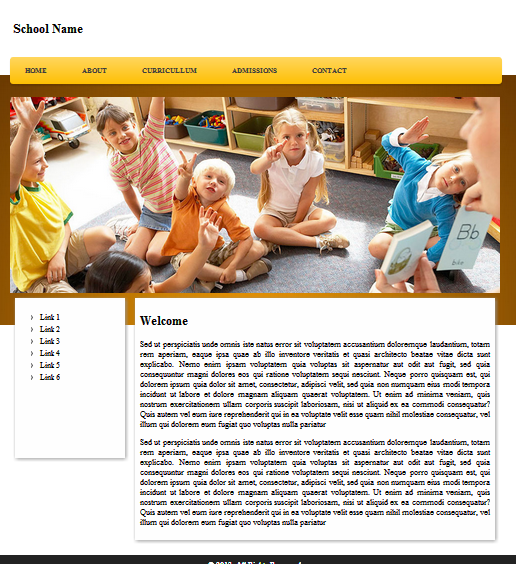 School Name
HOME ABOUT CURRICULLUM ADMISSIONS CONTACT
Bb
Link 1
Link 2
Link 3
Link 4
Link 5
Link 6
Welcome
Sed ut perspiciatis unde omnis iste natus error sit voluptatem accusantium doloremque laudantium, totam
rem aperiam, eaque ipsa quae ab illo inventore veritatis et quasi architecto beatae vitae dicta sunt
explicabo. Nemo enim ipsam voluptatem quia voluptas sit aspernatur aut odit aut fugit, sed quia
consequuntur magni dolores eos qui ratione voluptatem sequi nesciunt. Neque porro quisquam est, qui
dolorem ipsum quia dolor sit amet, consectetur, adipisci velit, sed quia non numquam eius modi tempora
incidunt ut labore et dolore magnam aliquam quaerat voluptatem. Ut enim ad minima veniam, quis
nostrum exercitationem ullam corporis suscipit laboriosam, nisi ut aliquid ex ea commodi consequatur?
Quis autem vel eum iure reprehenderit qui in ea voluptate velit esse quam nihil molestiae consequatur, vel
illum qui dolorem eum fugiat quo voluptas nulla pariatur
Sed ut perspiciatis unde omnis iste natus error sit voluptatem accusantium doloremque laudantium, totam
rem aperiam, eaque ipsa quae ab illo inventore veritatis et quasi architecto beatae vitae dicta sunt
explicabo. Nemo enim ipsam voluptatem quia voluptas sit aspernatur aut odit aut fugit, sed quia
consequuntur magni dolores eos qui ratione voluptatem sequi nesciunt. Neque porro quisquam est, qui
dolorem ipsum quia dolor sit amet, consectetur, adipisci velit, sed quia non numquam eius modi tempora
incidunt ut labore et dolore magnam aliquam quaerat voluptatem. Ut enim ad minima veniam, quis
nostrum exercitationem ullam corporis suscipit laboriosam, nisi ut aliquid ex ea commodi consequatur?
Quis autem vel eum iure reprehenderit qui in ea voluptate velit esse quam nihil molestiae consequatur, vel
illum qui dolorem eum fugiat quo voluptas nulla pariatur